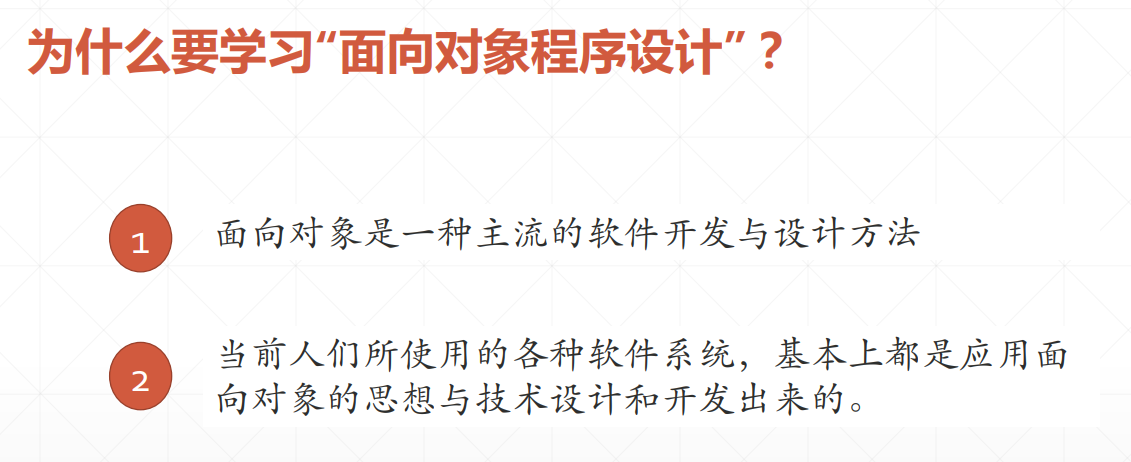 为什么要学习“面向对象程序设计”？
1
面向对象是一种主流的软件开发与设计方法
2
当前人们所使用的各种软件系统，基本上都是应用面
向对象的思想与技术设计和开发出来的。